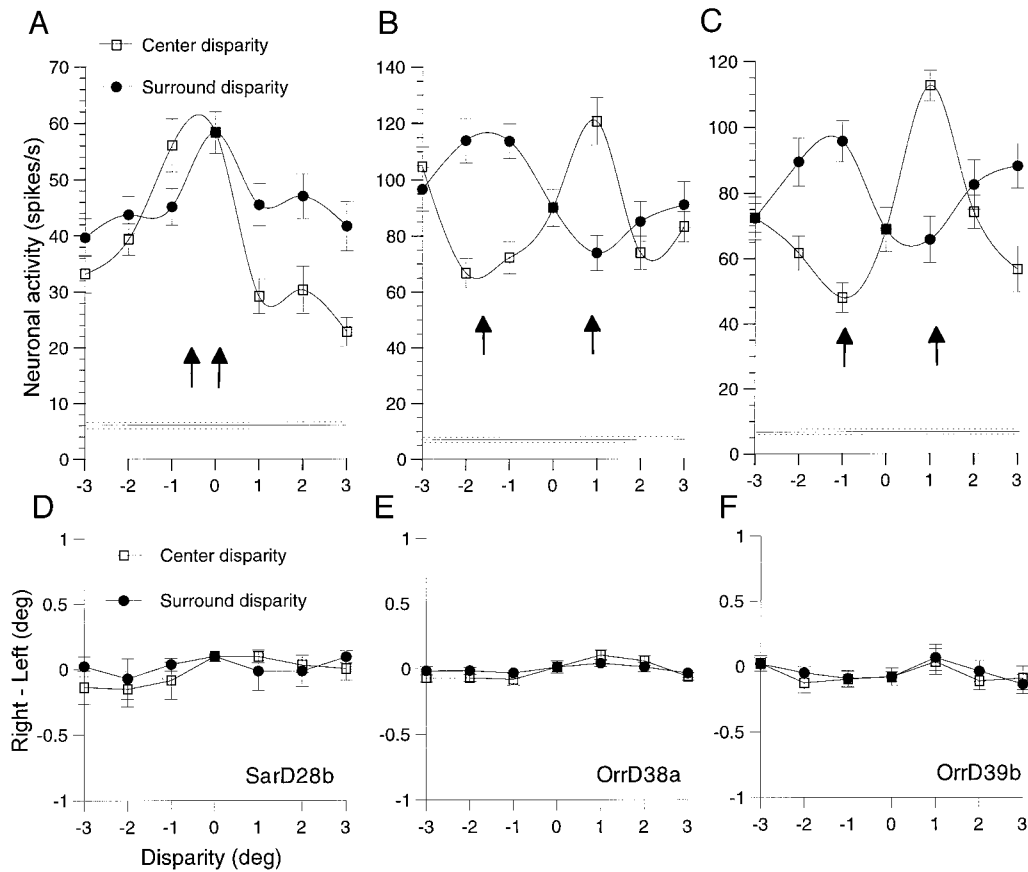 A
B
C
Center disparity
Surround disparity
Neuronal activity (spikes/s)
70
60
50
40
30
20
10
0
-3 -2 -1 0 1 2 3
140
120
100
80
60
40
20
0
-3 -2 -1 0 1 2 3
120
100
80
60
40
20
0
-3 -2 -1 0 1 2 3
D
E
F
Center disparity
Surround disparity
Right - Left (deg)
1
0.5
0
-0.5
-1
SarD28b
-3 -2 -1 0 1 2 3
Disparity (deg)
1
0.5
0
-0.5
-1
OrrD38a
-3 -2 -1 0 1 2 3
1
0.5
0
-0.5
-1
OrrD39b
-3 -2 -1 0 1 2 3